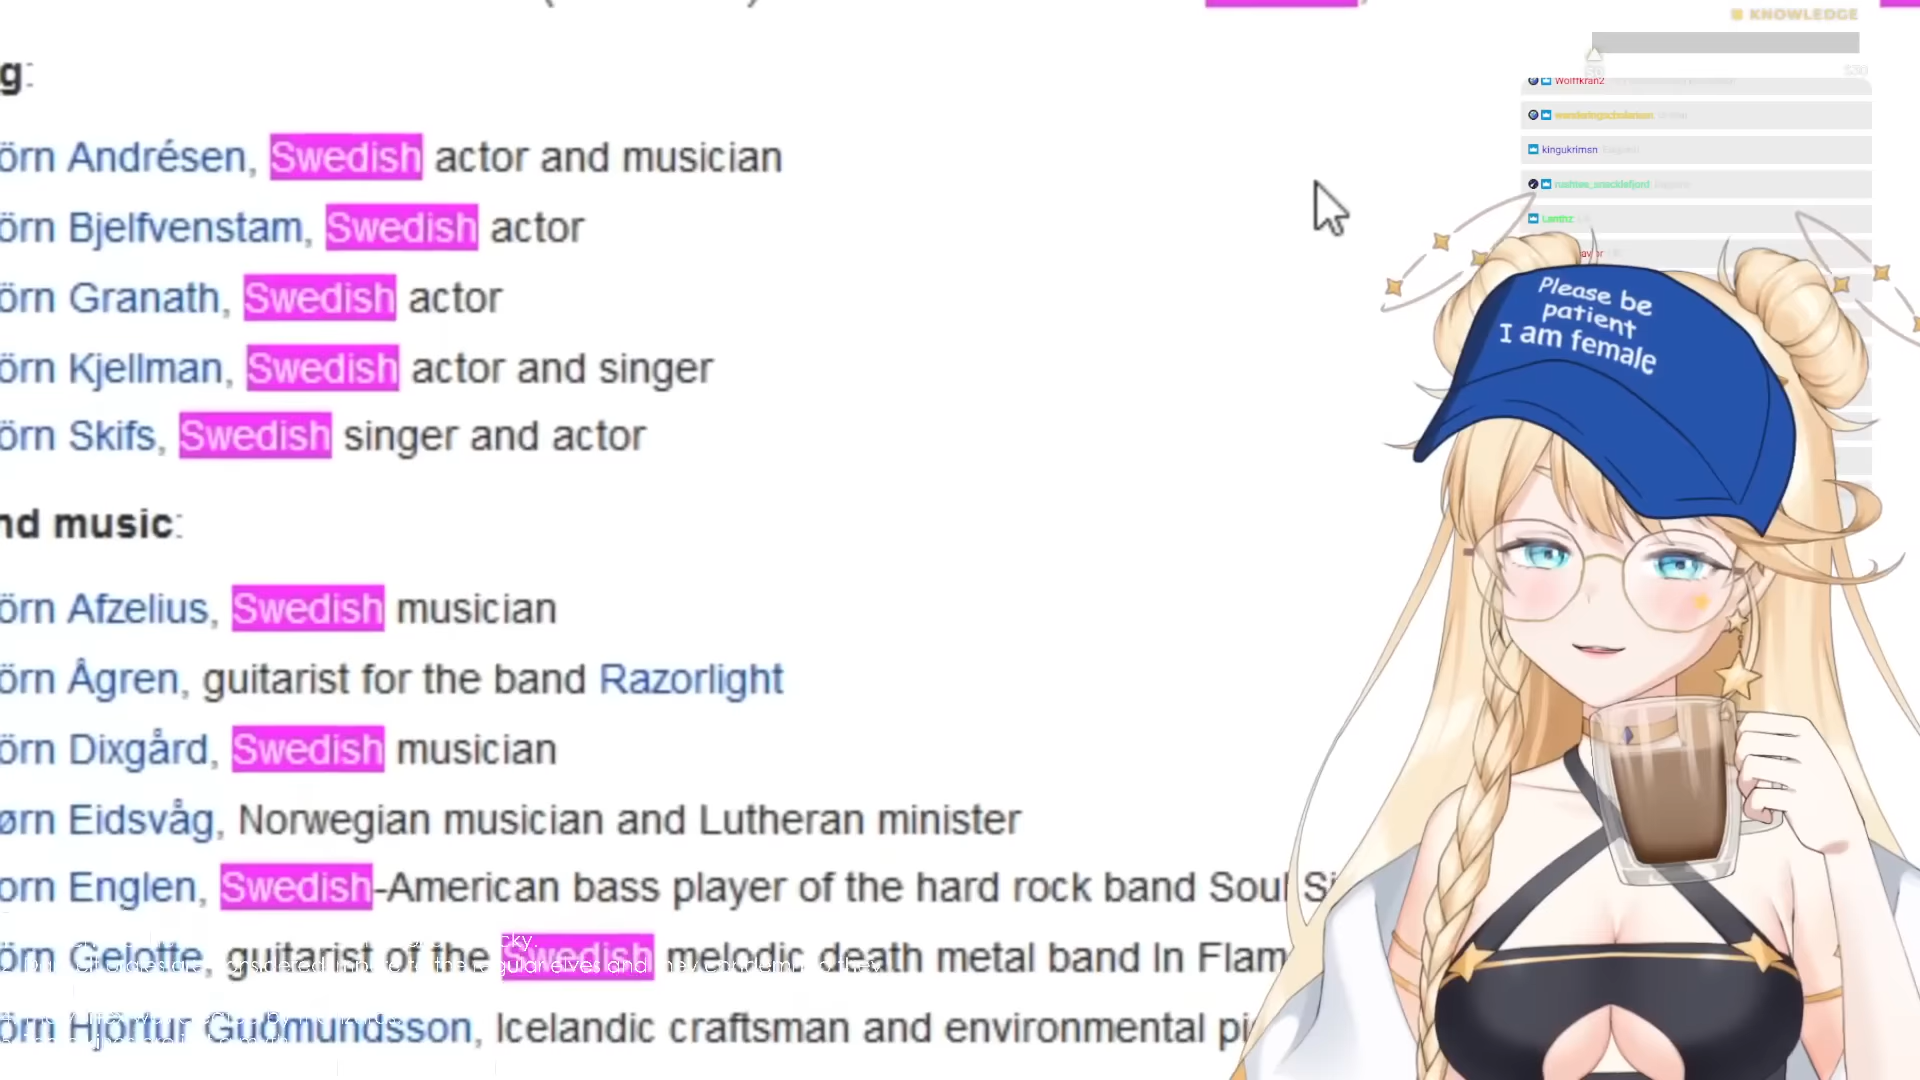 KNOWLEDGE
g:
örn Andrésen, Swedish actor and musician
örn Bjelfvenstam, Swedish actor
örn Granath, Swedish actor
örn Kjellman, Swedish actor and singer
örn Skifs, Swedish singer and actor
nd music:
örn Afzelius, Swedish musician
örn Ågren, guitarist for the band Razorlight
örn Dixgård, Swedish musician
ørn Eidsvåg, Norwegian musician and Lutheran minister
orn Englen, Swedish-American bass player of the hard rock band Soul Si
örn Gelotte, guitarist of the Swedish melodic death metal band In Flam
örn Hjörtur Guðmundsson, Icelandic craftsman and environmental pi
Wolffkran2
kingukrimsn
Lanthz
Please be
patient
I am female